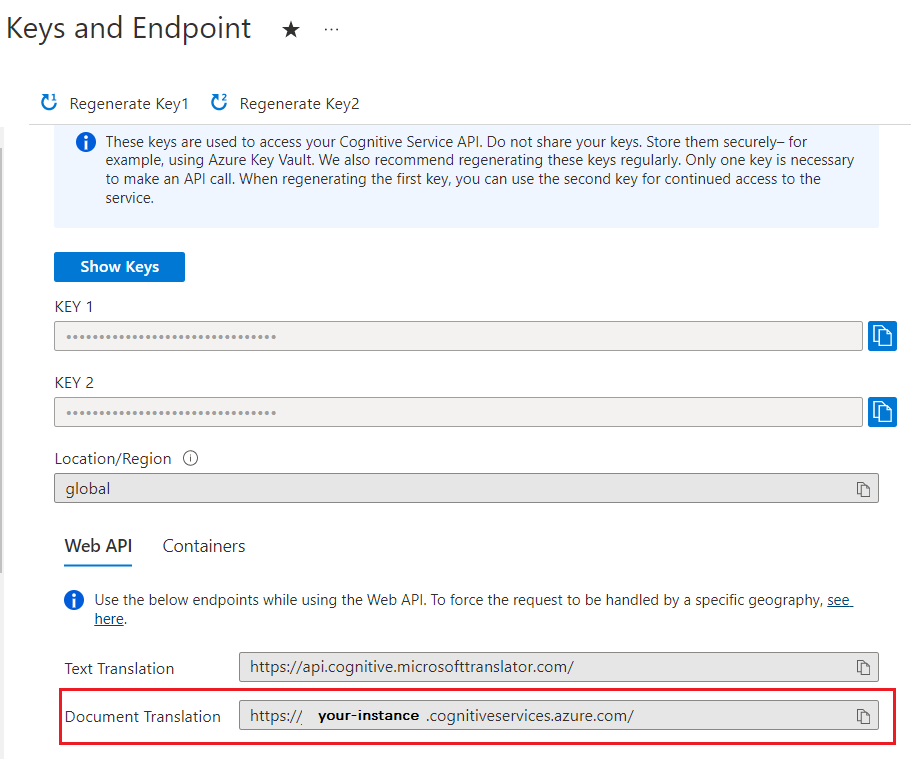 Keys and Endpoint ★ ...
Regenerate Key1 Regenerate Key2
These keys are used to access your Cognitive Service API. Do not share your keys. Store them securely– for
example, using Azure Key Vault. We also recommend regenerating these keys regularly. Only one key is necessary
to make an API call. When regenerating the first key, you can use the second key for continued access to the
service.
Show Keys
KEY 1
••••••••••••••••••••••••••••••••
KEY 2
••••••••••••••••••••••••••••••••
Location/Region
global
Web API Containers
Use the below endpoints while using the Web API. To force the request to be handled by a specific geography, see
here.
Text Translation https://api.cognitive.microsofttranslator.com/
Document Translation https:// your-instance .cognitiveservices.azure.com/